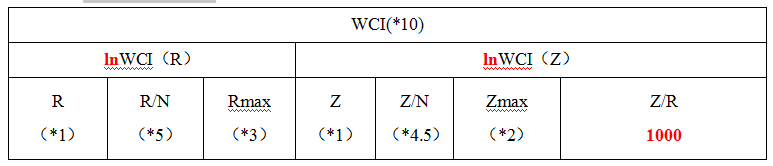 WCI(*10)
lnWCI（R） lnWCI（Z）
R R/N Rmax Z Z/N Zmax Z/R
（*1） （*5） （*3） （*1） （*4.5） （*2） 1000